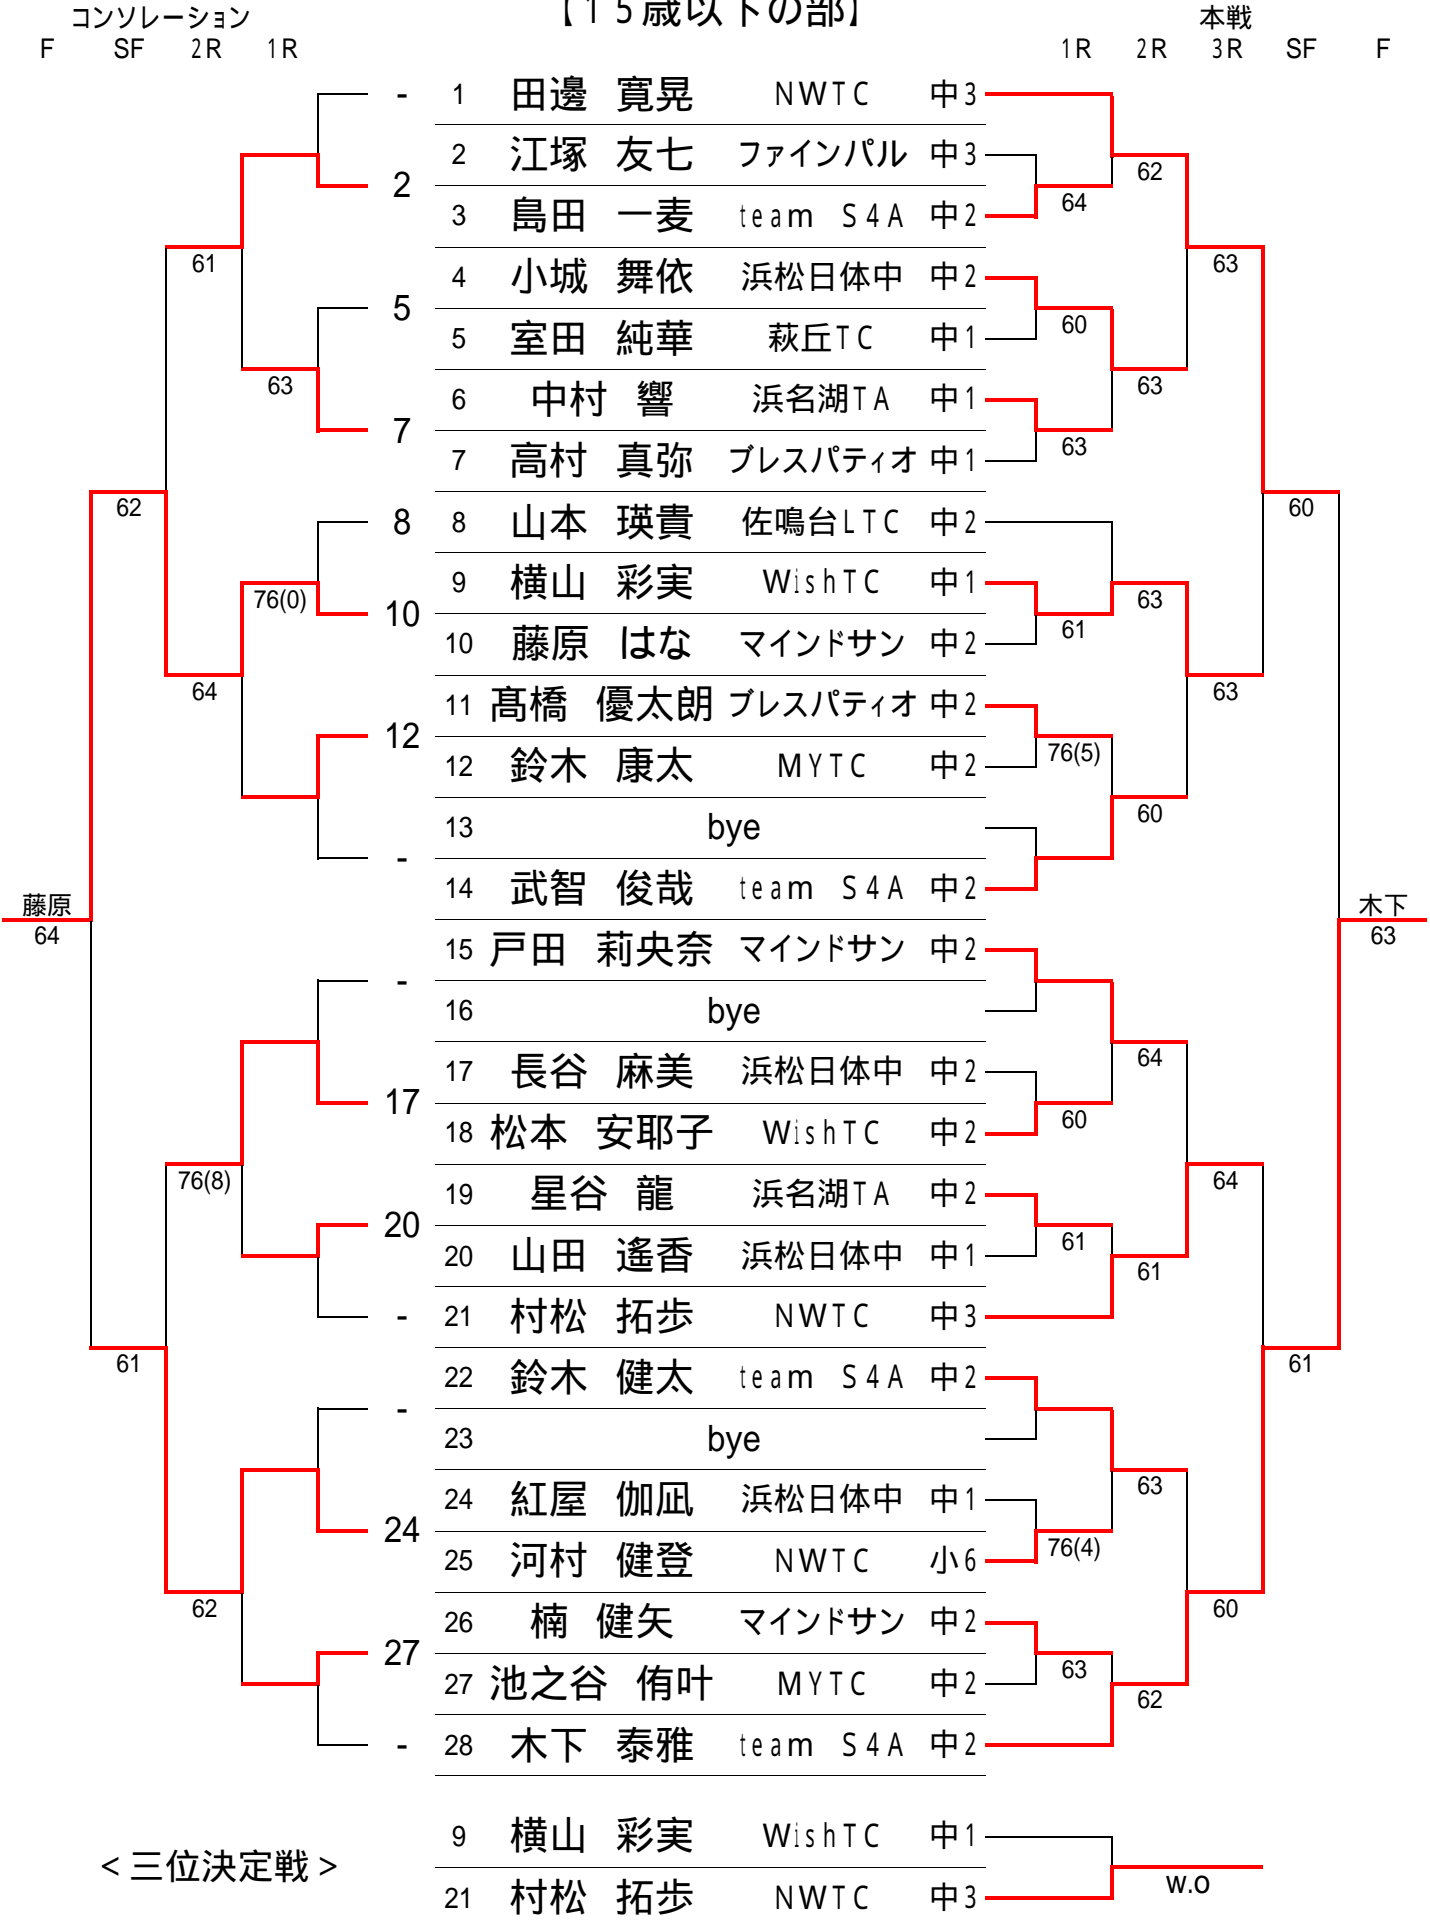 【15歳以下の部】
コンソレーション 本戦
F SF 2R 1R 1R 2R 3R SF F
- 1 田邊 寛晃 NWTC 中3
2 江塚 友七 ファインパル 中3
2 62
64
3 島田 一麦 team S4A 中2
61 63
4 小城 舞依 浜松日体中 中2
5 60
5 室田 純華 萩丘TC 中1
63 63
6 中村 響 浜名湖TA 中1
7 63
7 高村 真弥 ブレスパティオ 中1
62 60
8 8 山本 瑛貴 佐鳴台LTC 中2
9 横山 彩実 WishTC 中1
76(0) 10 63
61
10 藤原 はな マインドサン 中2
64 63
11 髙橋 優太朗 ブレスパティオ 中2
12 76(5)
12 鈴木 康太 MYTC 中2
60
13 bye
-
14 武智 俊哉 team S4A 中2
藤原 木下
64 63
15 戸田 莉央奈 マインドサン 中2
-
16 bye
64
17 長谷 麻美 浜松日体中 中2
17 60
18 松本 安耶子 WishTC 中2
76(8) 64
19 星谷 龍 浜名湖TA 中2
20 61
20 山田 遙香 浜松日体中 中1
61
- 21 村松 拓歩 NWTC 中3
61 61
22 鈴木 健太 team S4A 中2
-
23 bye
63
24 紅屋 伽凪 浜松日体中 中1
24 76(4)
25 河村 健登 NWTC 小6
62 60
26 楠 健矢 マインドサン 中2
27 63
27 池之谷 侑叶 MYTC 中2
62
- 28 木下 泰雅 team S4A 中2
9 横山 彩実 WishTC 中1
<三位決定戦> w.o
21 村松 拓歩 NWTC 中3